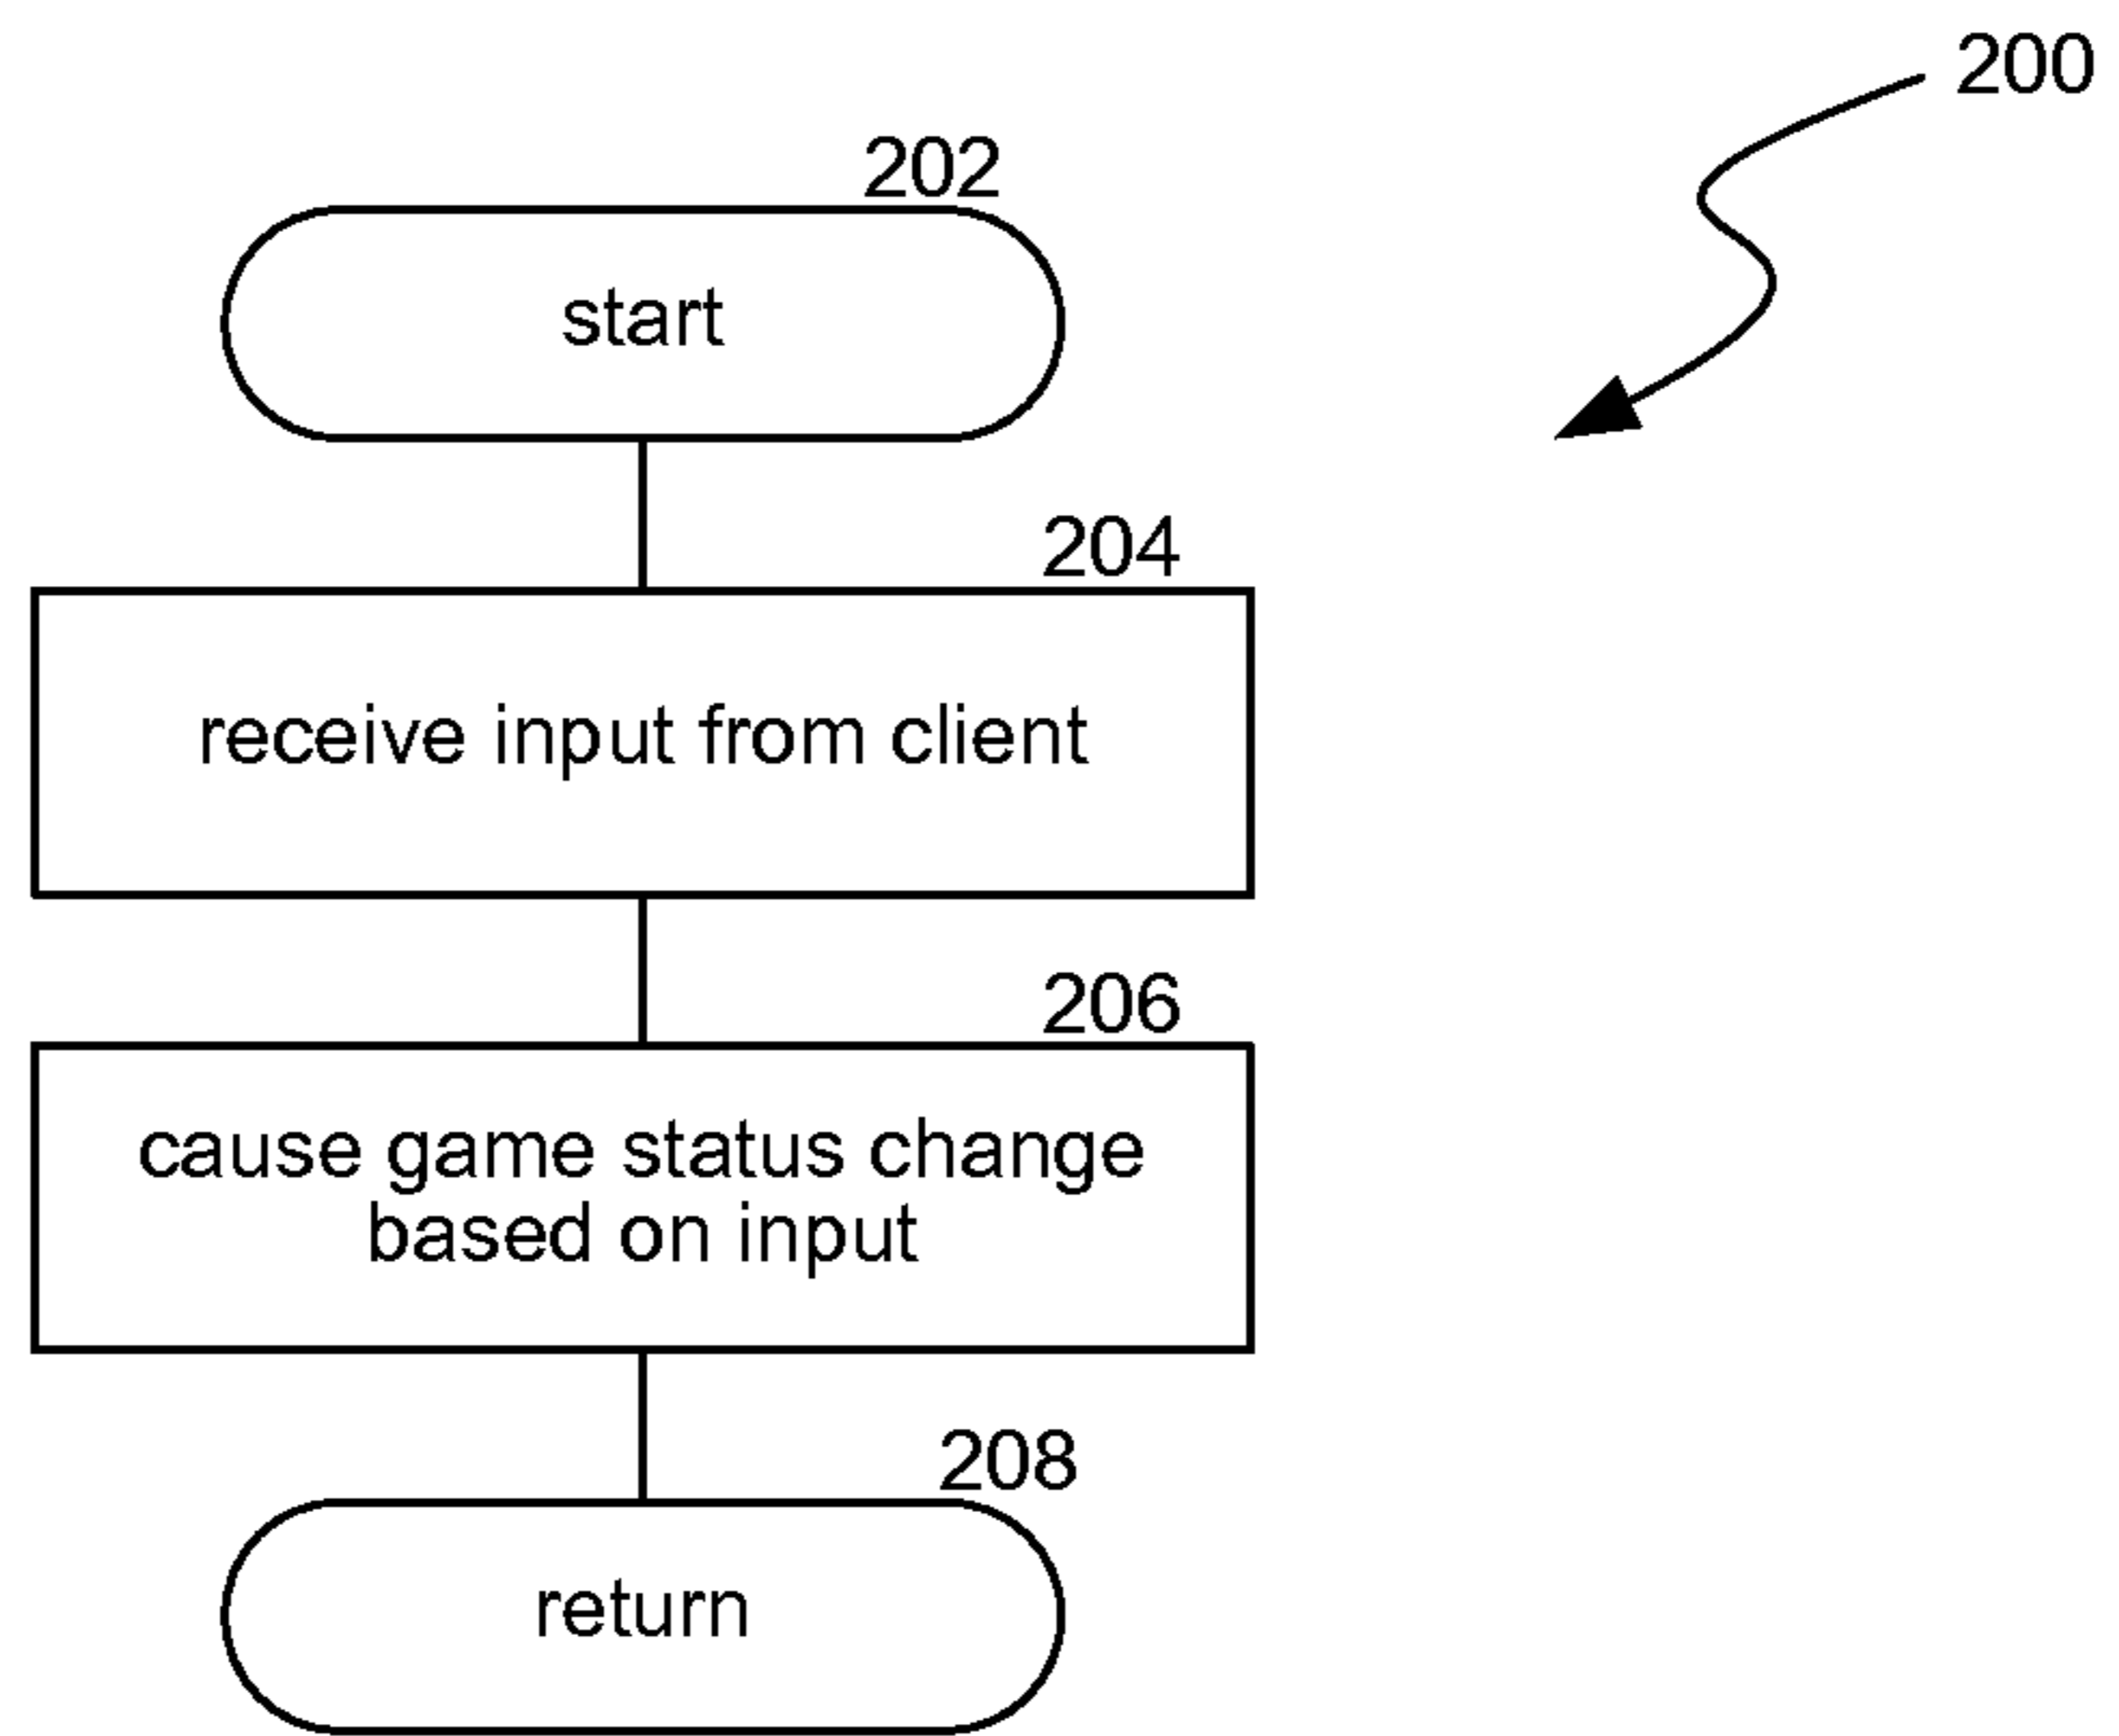 200
202
start
204
receive input from client
206
cause game status change
based on input
208
return